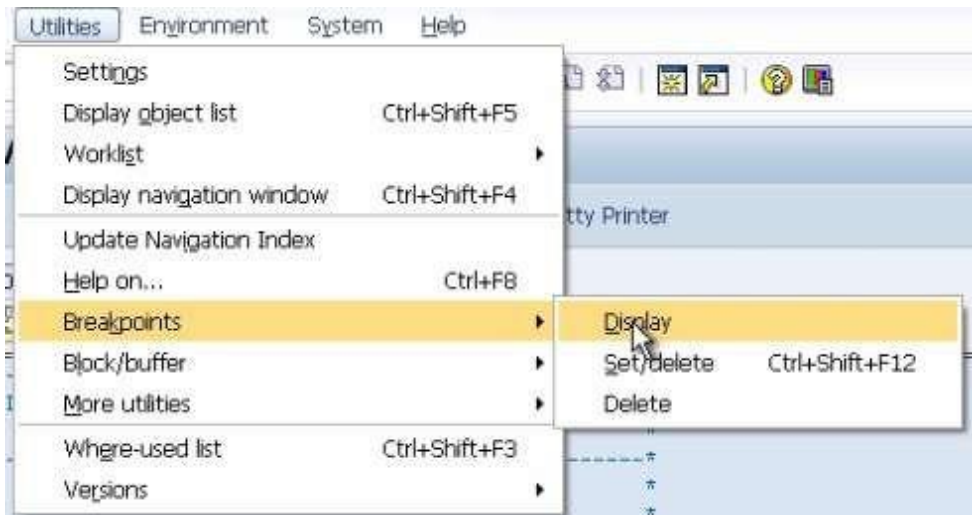 Utilities Environment System Help
Settings
Display object list Ctrl+Shift+F5
Worklist
Display navigation window Ctrl+Shift+F4
tty Printer
Update Navigation Index
Help on... Ctrl+F8
Breakpoints
Display
Block/buffer
Set/delete Ctrl+Shift+F12
More utilities
Delete
*
Where-used list Ctrl+Shift+F3
------*
Versions
*
*